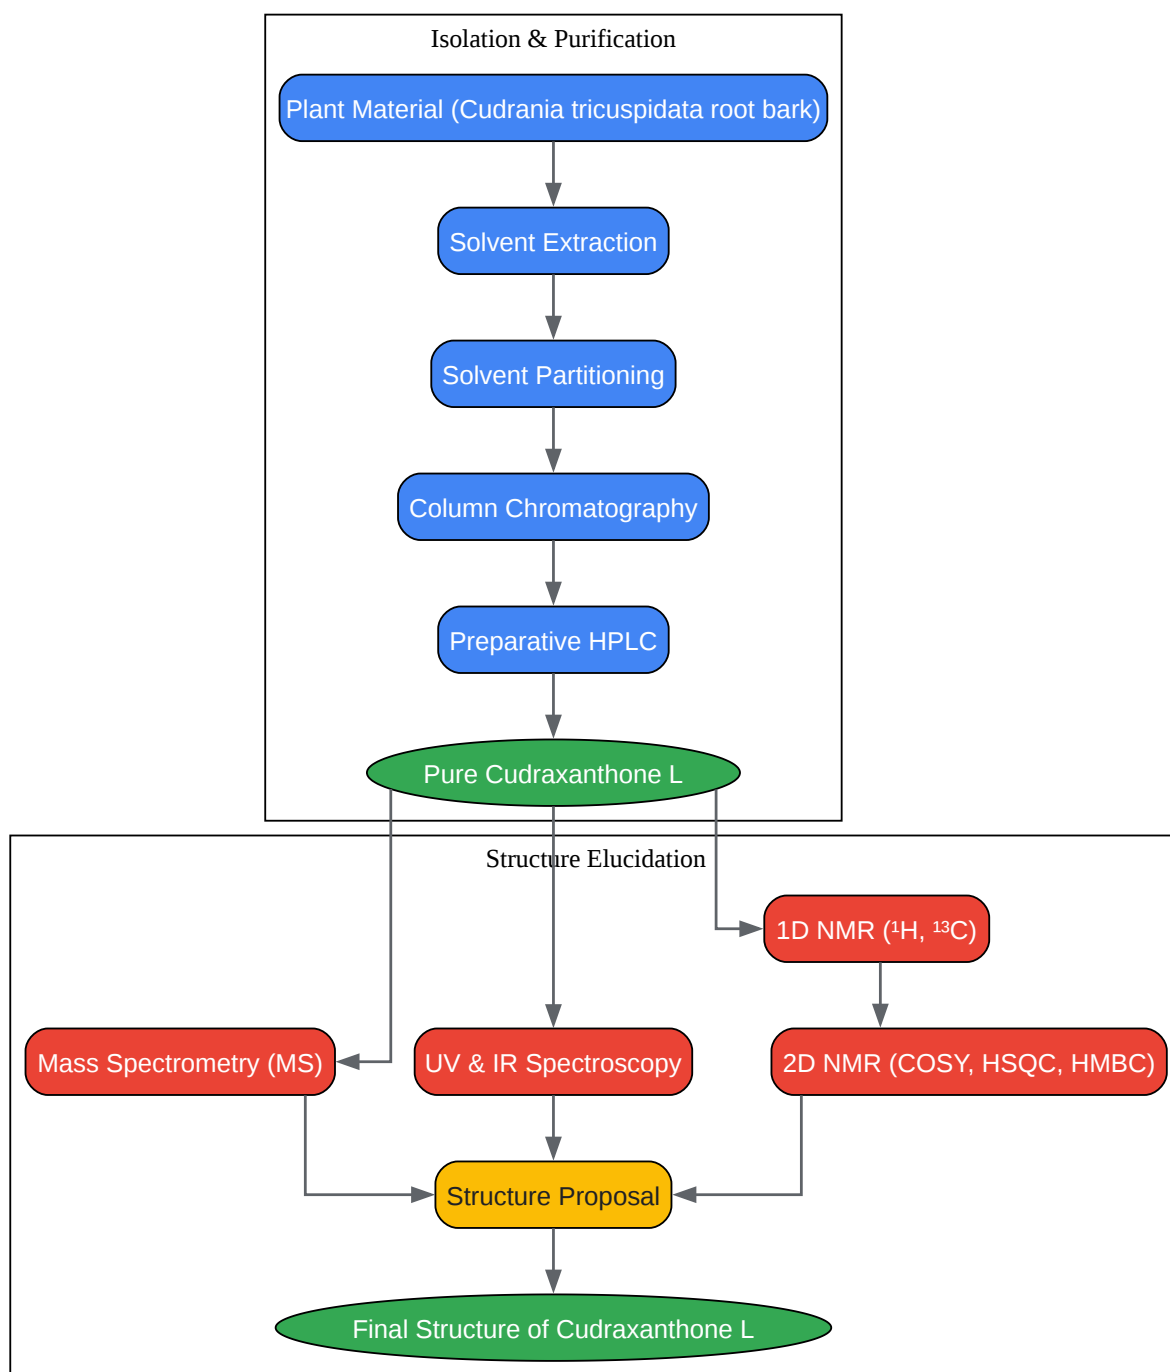 Isolation & Purification
Plant Material (Cudrania tricuspidata root bark)
Solvent Extraction
Solvent Partitioning
Column Chromatography
Preparative HPLC
Pure Cudraxanthone L
Structure Elucidation
1D NMR (¹H, ¹³C)
Mass Spectrometry (MS)
UV & IR Spectroscopy
2D NMR (COSY, HSQC, HMBC)
Structure Proposal
Final Structure of Cudraxanthone L